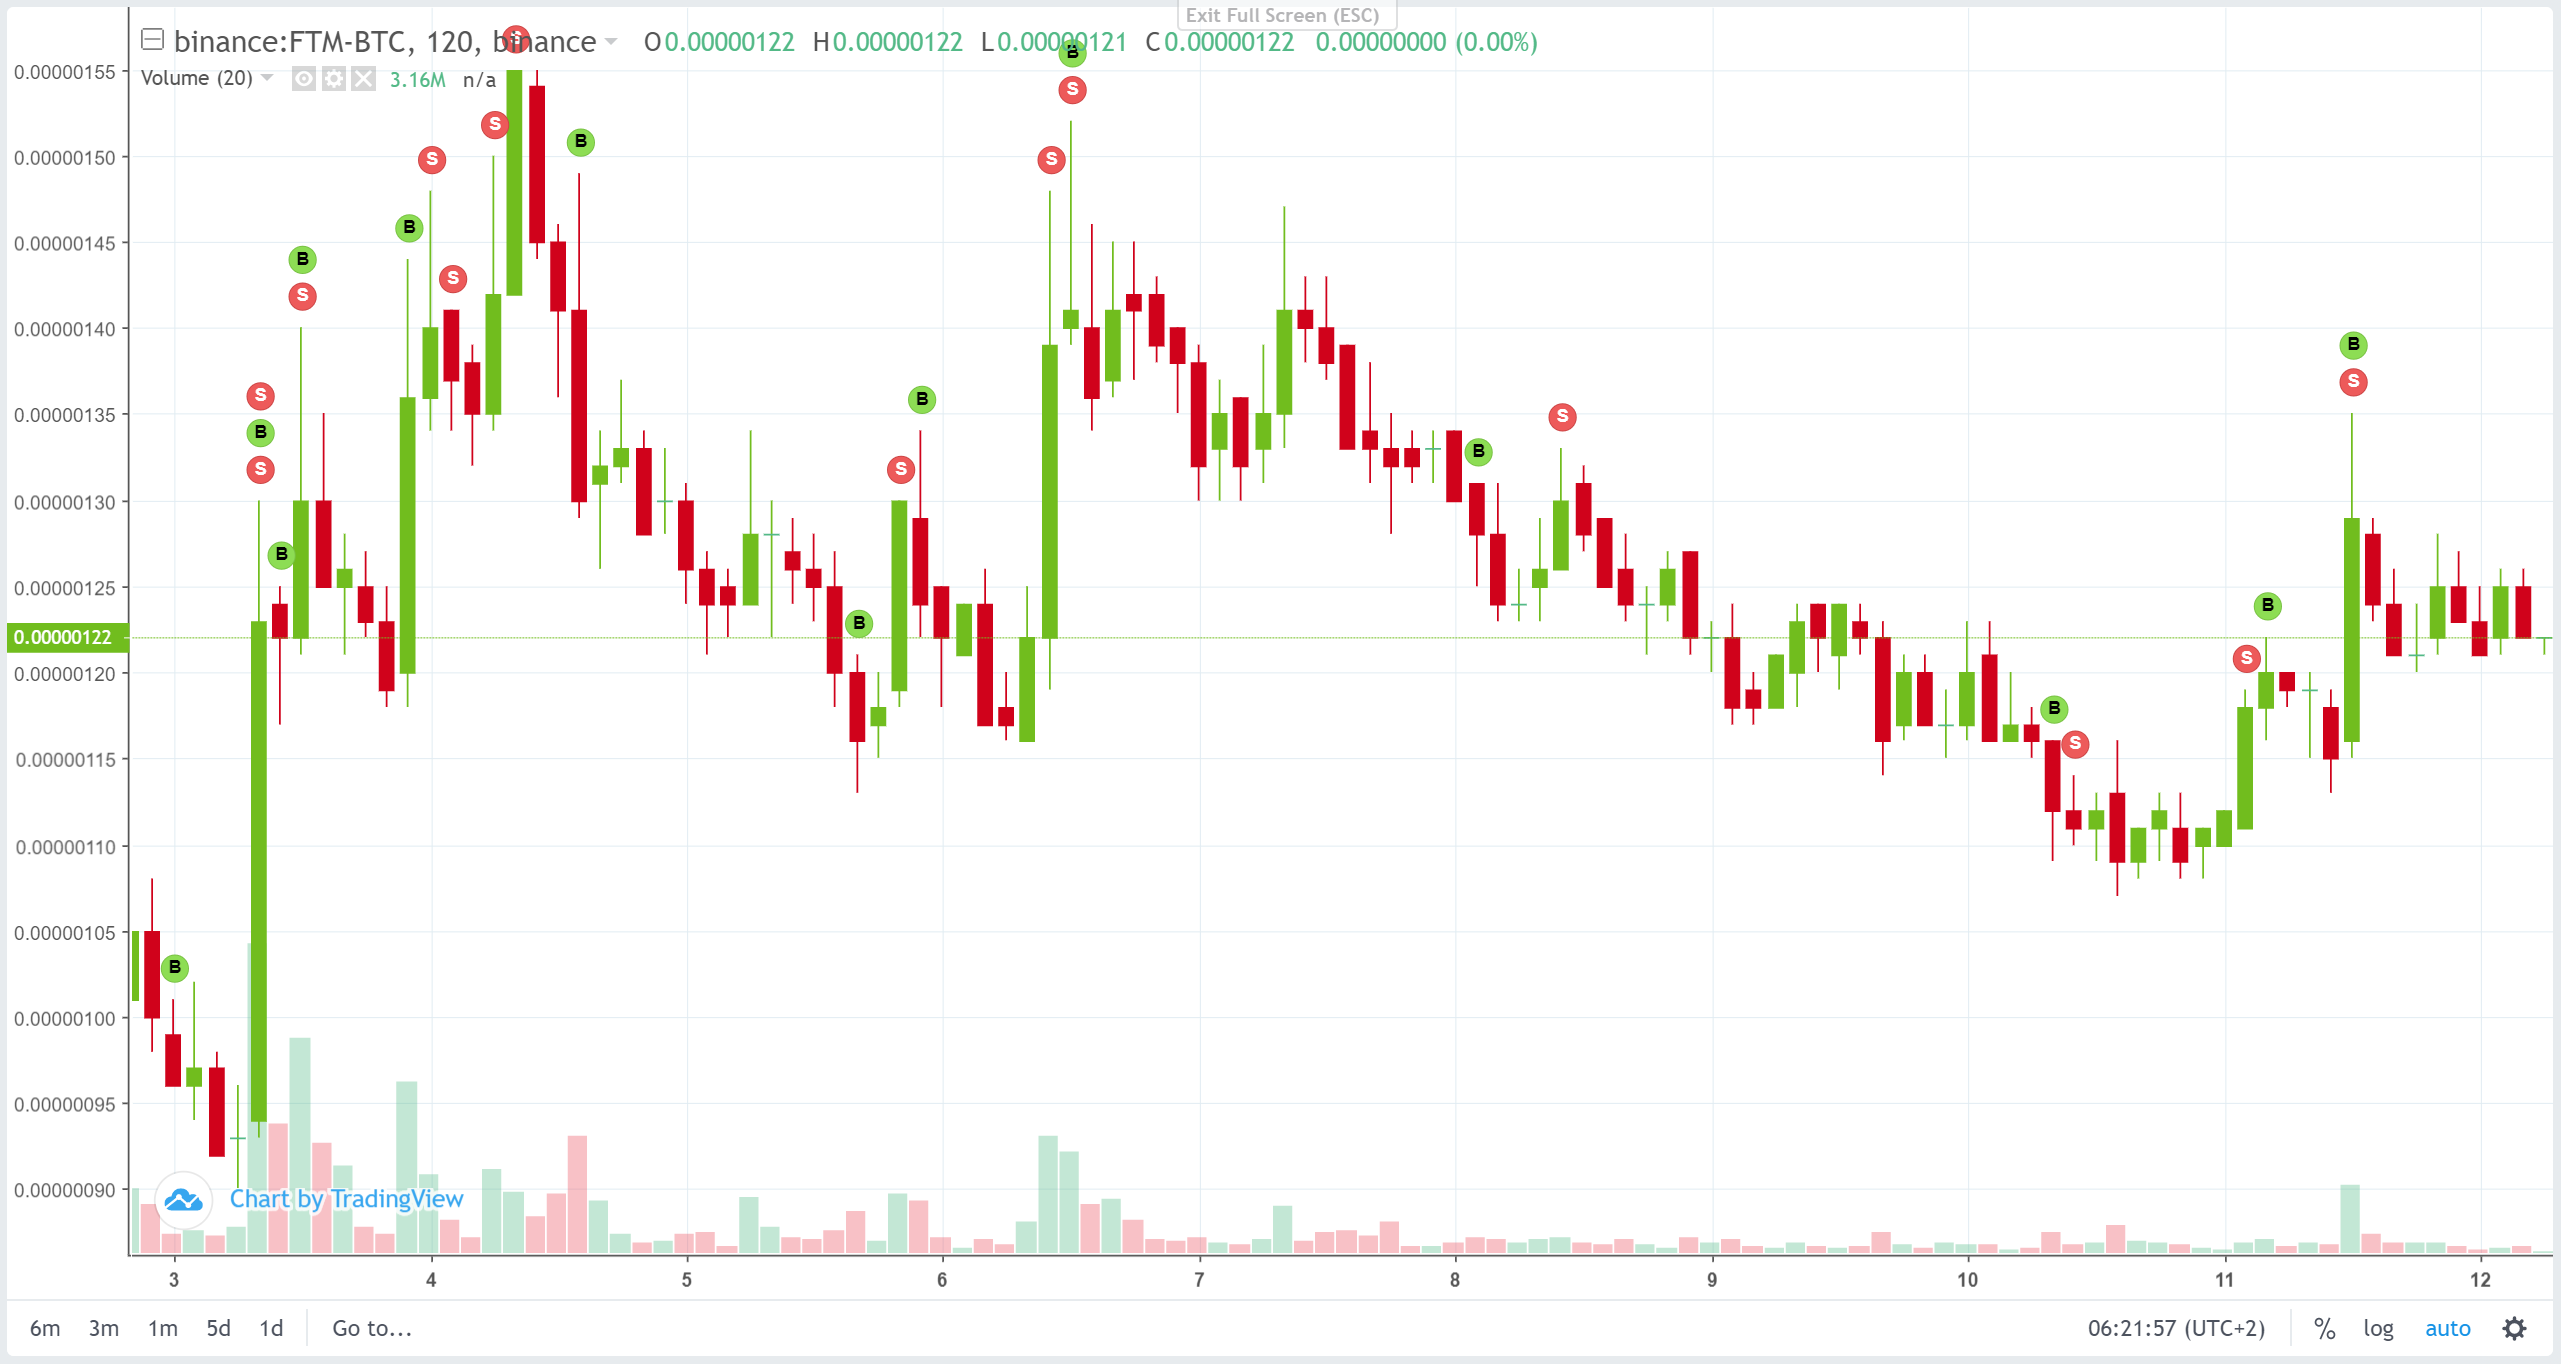 Exit Full Screen (ESC)
binance:FTM-BTC, 120, binance O0.00000122 H0.00000122 L0.00000121 C0.00000122 0.00000000 (0.00%)
Volume (20) 3.16M n/a
0.00000155
0.00000150
0.00000145
0.00000140
0.00000135
0.00000130
0.00000125
0.00000122
0.00000120
0.00000115
0.00000110
0.00000105
0.00000100
0.00000095
0.00000090
B
S
B
S
B
B
S
B
S
S
S
S
B
B
S
B
S
B
S
B
S
B
S
S
B
B
S
Chart by TradingView
3 4 5 6 7 8 9 10 11 12
6m 3m 1m 5d 1d Go to... 06:21:57 (UTC+2) % log auto